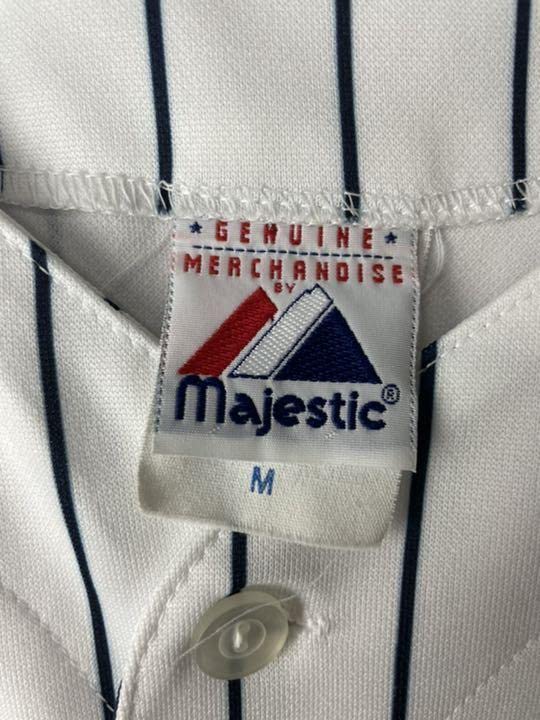 ★ GENUINE ★
MERCHANDISE
BY
Majestic®
M